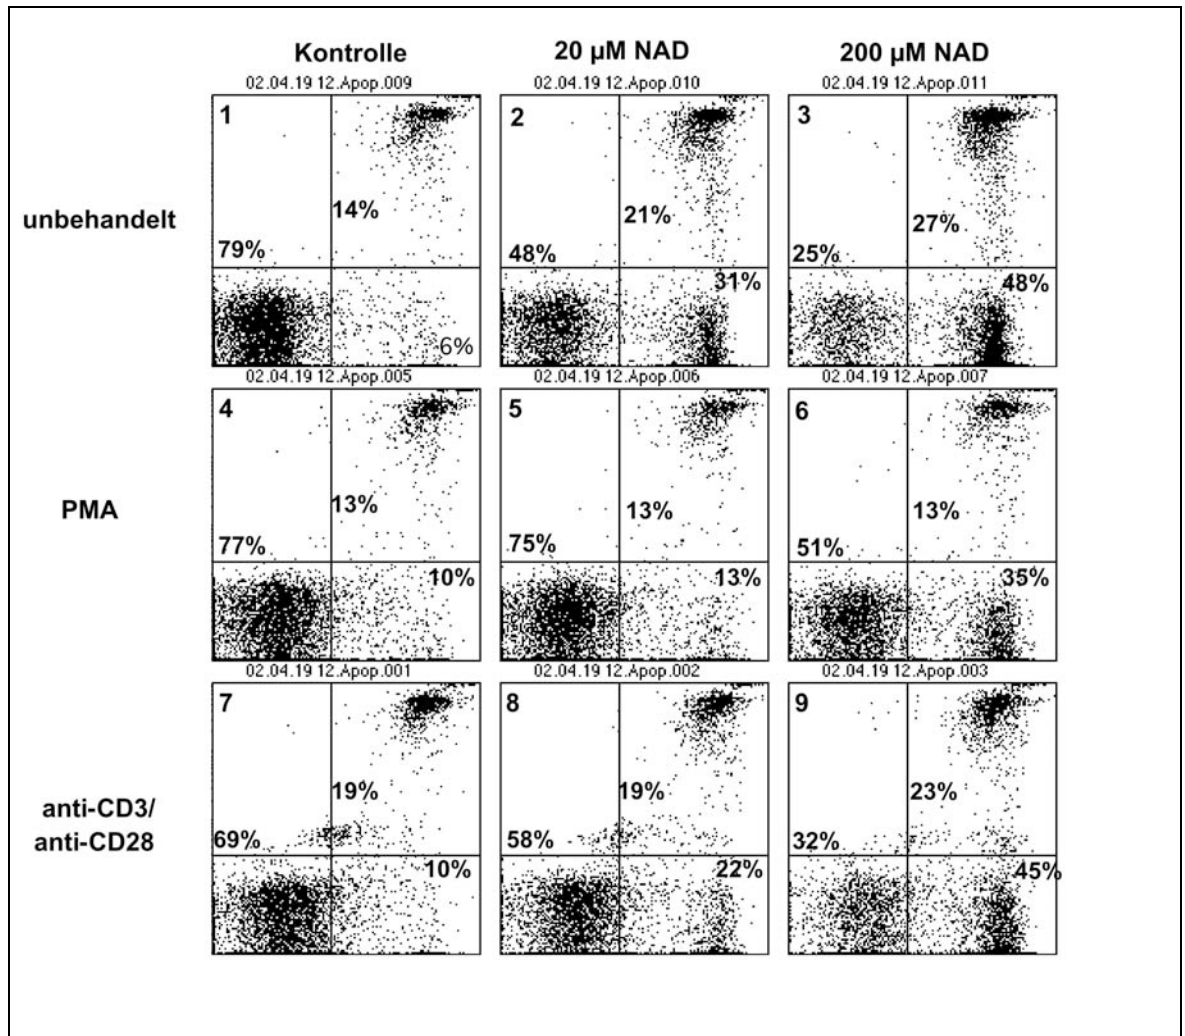 Kontrolle 20 µM NAD 200 µM NAD
02.04.19 12.Apop.009 02.04.19 12.Apop.010 02.04.19 12.Apop.011
1 2 3
unbehandelt
14% 21% 27%
79% 48% 25%
6% 31% 48%
02.04.19 12.Apop.005 02.04.19 12.Apop.006 02.04.19 12.Apop.007
4 5 6
PMA
13% 13% 13%
77% 75% 51%
10% 13% 35%
02.04.19 12.Apop.001 02.04.19 12.Apop.002 02.04.19 12.Apop.003
7 8 9
anti-CD3/
anti-CD28
19% 19% 23%
69% 58% 32%
10% 22% 45%